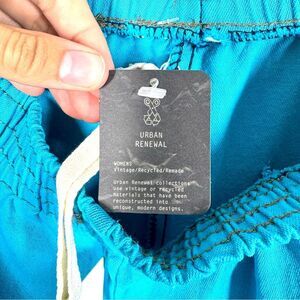 URBAN
RENEWAL
WOMENS
Vintage/Recycled/Remade
Urban Renewal collections
use vintage or recycled
materials that have been
reconstructed into
unique, modern designs.